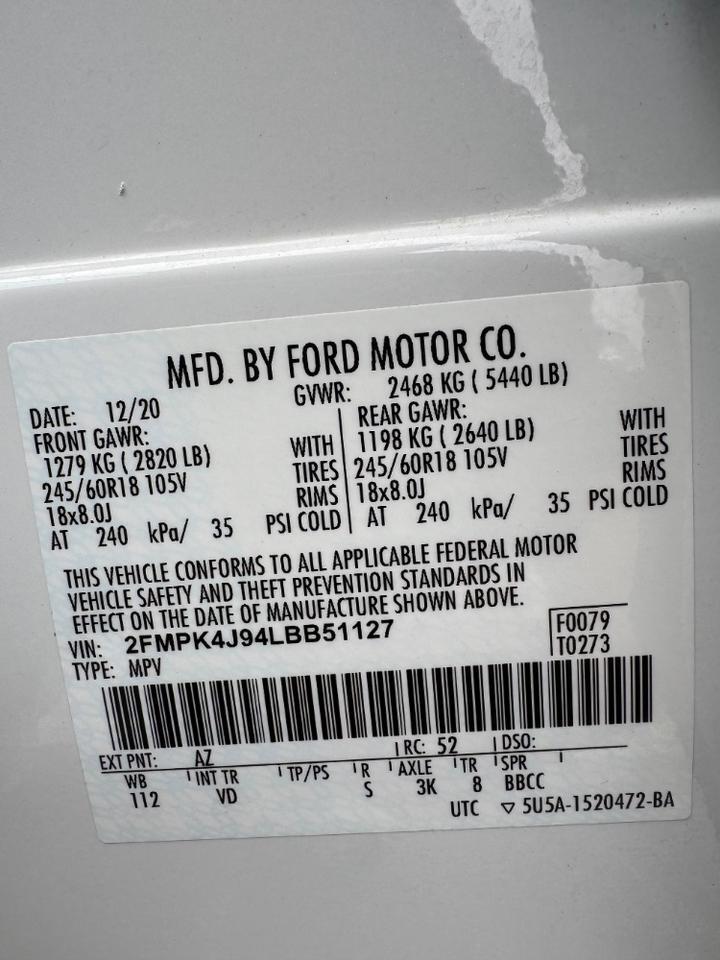 MFD. BY FORD MOTOR CO.
DATE: 12/20 GVWR: 2468 KG ( 5440 LB)
FRONT GAWR: REAR GAWR:
1279 KG ( 2820 LB) WITH 1198 KG ( 2640 LB) WITH
245/60R18 105V TIRES 245/60R18 105V TIRES
18x8.0J RIMS 18x8.0J RIMS
AT 240 kPa/ 35 PSI COLD AT 240 kPa/ 35 PSI COLD
THIS VEHICLE CONFORMS TO ALL APPLICABLE FEDERAL MOTOR
VEHICLE SAFETY AND THEFT PREVENTION STANDARDS IN
EFFECT ON THE DATE OF MANUFACTURE SHOWN ABOVE.
VIN: 2FMPK4J94LBB51127 F0079
TYPE: MPV T0273
EXT PNT: AZ RC: 52 DSO:
WB INT TR TP/PS R AXLE TR SPR
112 VD S 3K 8 BBCC
UTC ▽ 5U5A-1520472-BA